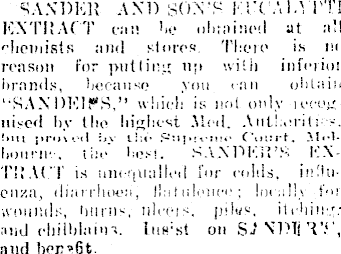 SANDER AND SON'S EUCALYPTI
EXTRACT can be obtained at all
chemists and stores. There is no
reason for putting up with inferior
brands, because you can obtain
"SANDER'S," which is not only recog-
nised by the highest Med. Authorities,
but proved by the Supreme Court, Mel-
bourne, the best. SANDER'S EX-
TRACT is unequalled for colds, influ-
enza, diarrhoea, flatulence; locally for
wounds, burns, ulcers, piles, itching,
and chilblains. Insist on SANDER'S,
and benefit.